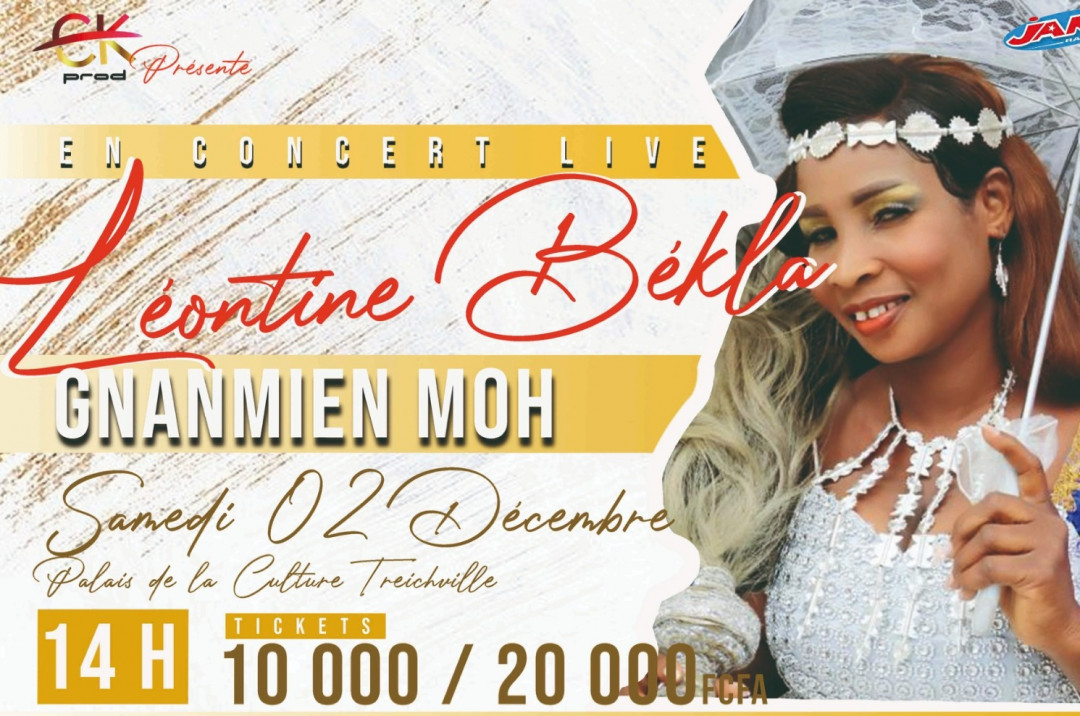 CK
prod Présente
EN CONCERT LIVE
Léontine Békla
GNANMIEN MOH
Samedi 02 Décembre
Palais de la Culture Treichville
14 H
TICKETS
10 000 / 20 000 FCFA